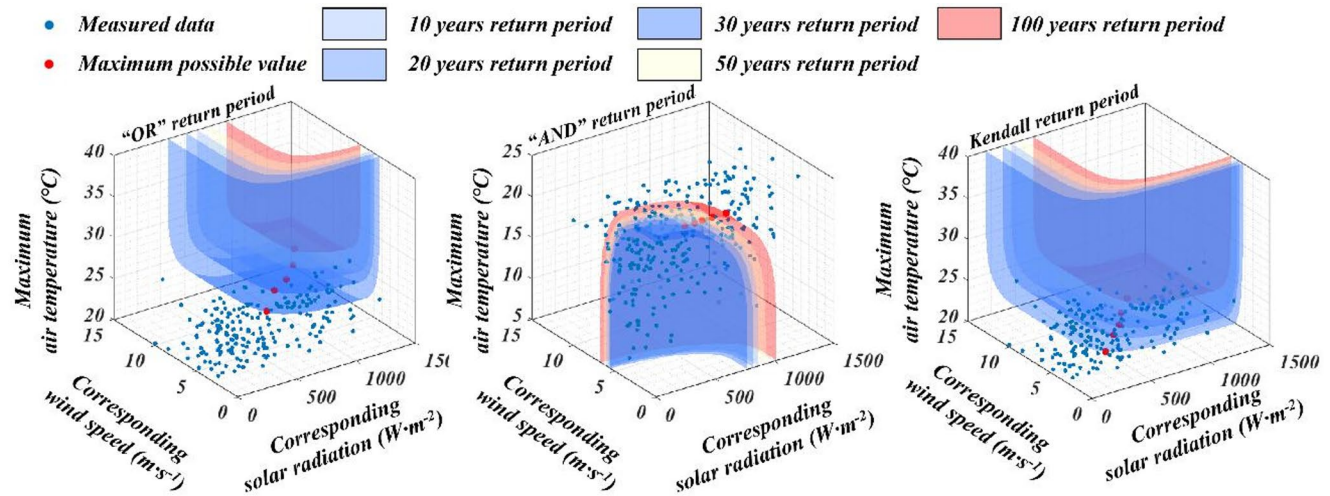 Measured data
10 years return period
30 years return period
100 years return period
Maximum possible value
20 years return period
50 years return period
“OR” return period
40
35
30
25
20
15
10
5
0
0
500
1000
150
Maximum
air temperature (°C)
Corresponding
wind speed (m·s⁻¹)
Corresponding
solar radiation (W·m⁻²)
“AND” return period
25
20
15
10
5
15
10
5
0
0
500
1000
1500
Maximum
air temperature (°C)
Corresponding
wind speed (m·s⁻¹)
Corresponding
solar radiation (W·m⁻²)
Kendall return period
40
35
30
25
20
15
10
5
0
0
500
1000
1500
Maximum
air temperature (°C)
Corresponding
wind speed (m·s⁻¹)
Corresponding
solar radiation (W·m⁻²)